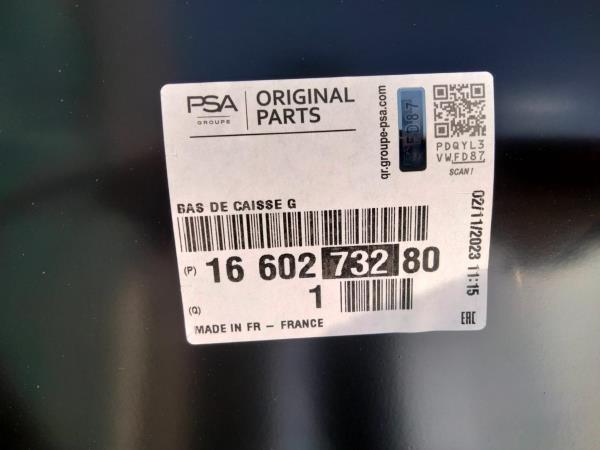 PSA
GROUPE
ORIGINAL
PARTS
qr.groupe-psa.com
FD87
PDQYL3
VWFD87
SCAN!
BAS DE CAISSE G
(P) 16 602 732 80
(Q) 1
MADE IN FR - FRANCE
02/11/2023 11:15
EAC